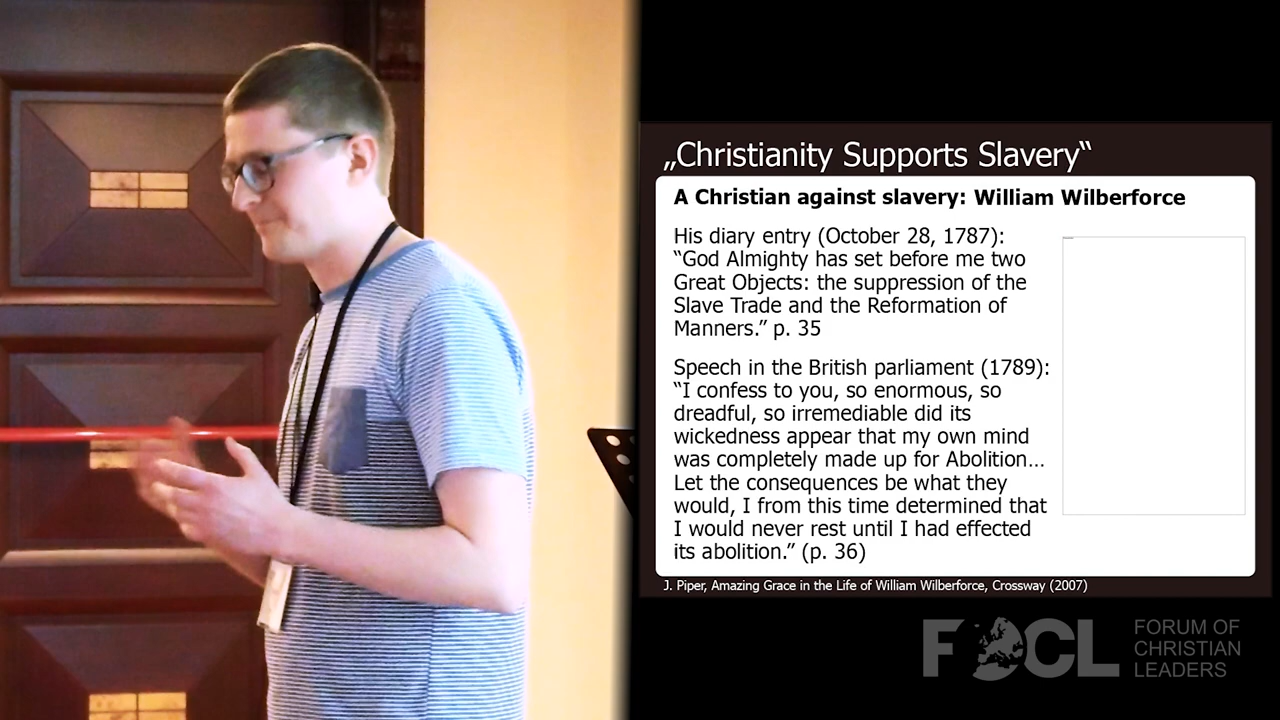 „Christianity Supports Slavery“
A Christian against slavery: William Wilberforce
His diary entry (October 28, 1787):
“God Almighty has set before me two
Great Objects: the suppression of the
Slave Trade and the Reformation of
Manners.” p. 35
Speech in the British parliament (1789):
“I confess to you, so enormous, so
dreadful, so irremediable did its
wickedness appear that my own mind
was completely made up for Abolition...
Let the consequences be what they
would, I from this time determined that
I would never rest until I had effected
its abolition.” (p. 36)
J. Piper, Amazing Grace in the Life of William Wilberforce, Crossway (2007)
FOCL
FORUM OF
CHRISTIAN
LEADERS